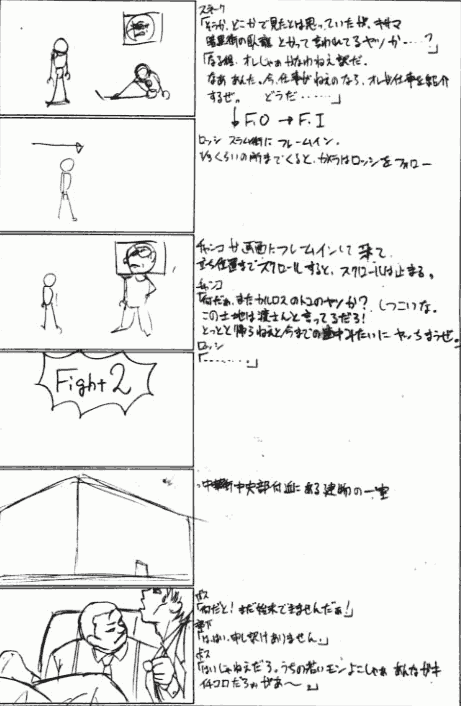 スネーク
「そうか、どこかで見たとは思っていたが、キサマ
暗黒街の臥龍とかって言われてるヤツか‥‥?
「なる程、オレじゃあかなわねえ訳だ。
なああんた。今、仕事がねえのなら、オレが仕事を紹介
するぜ。 どうだ‥‥‥」
↓F.O → F.I
ロッシ スラム街にフレームイン。
1/3くらいの所までくると、カメラはロッシをフォロー
チャンコが画面にフレームインして来て、
立ち位置までスクロールすると、スクロールは止まる。
チャンコ
「何だぁ、またカルロスのトコのヤツか? しつこいな。
この土地は渡さんと言ってるだろ!
とっとと帰らねえと今までの連中みたいにヤッちまうぜ。
ロッシ
「‥‥‥‥。」
Fight 2
中華街中央部付近にある建物の一室
ボス
「何だと! まだ始末できませんだぁ!」
部下
「はっはい、申し訳ありません。」
ボス
「はいじゃねえだろ。うちの若いモンよこしゃぁ あんなガキ
イチコロだろが ああ〜。」